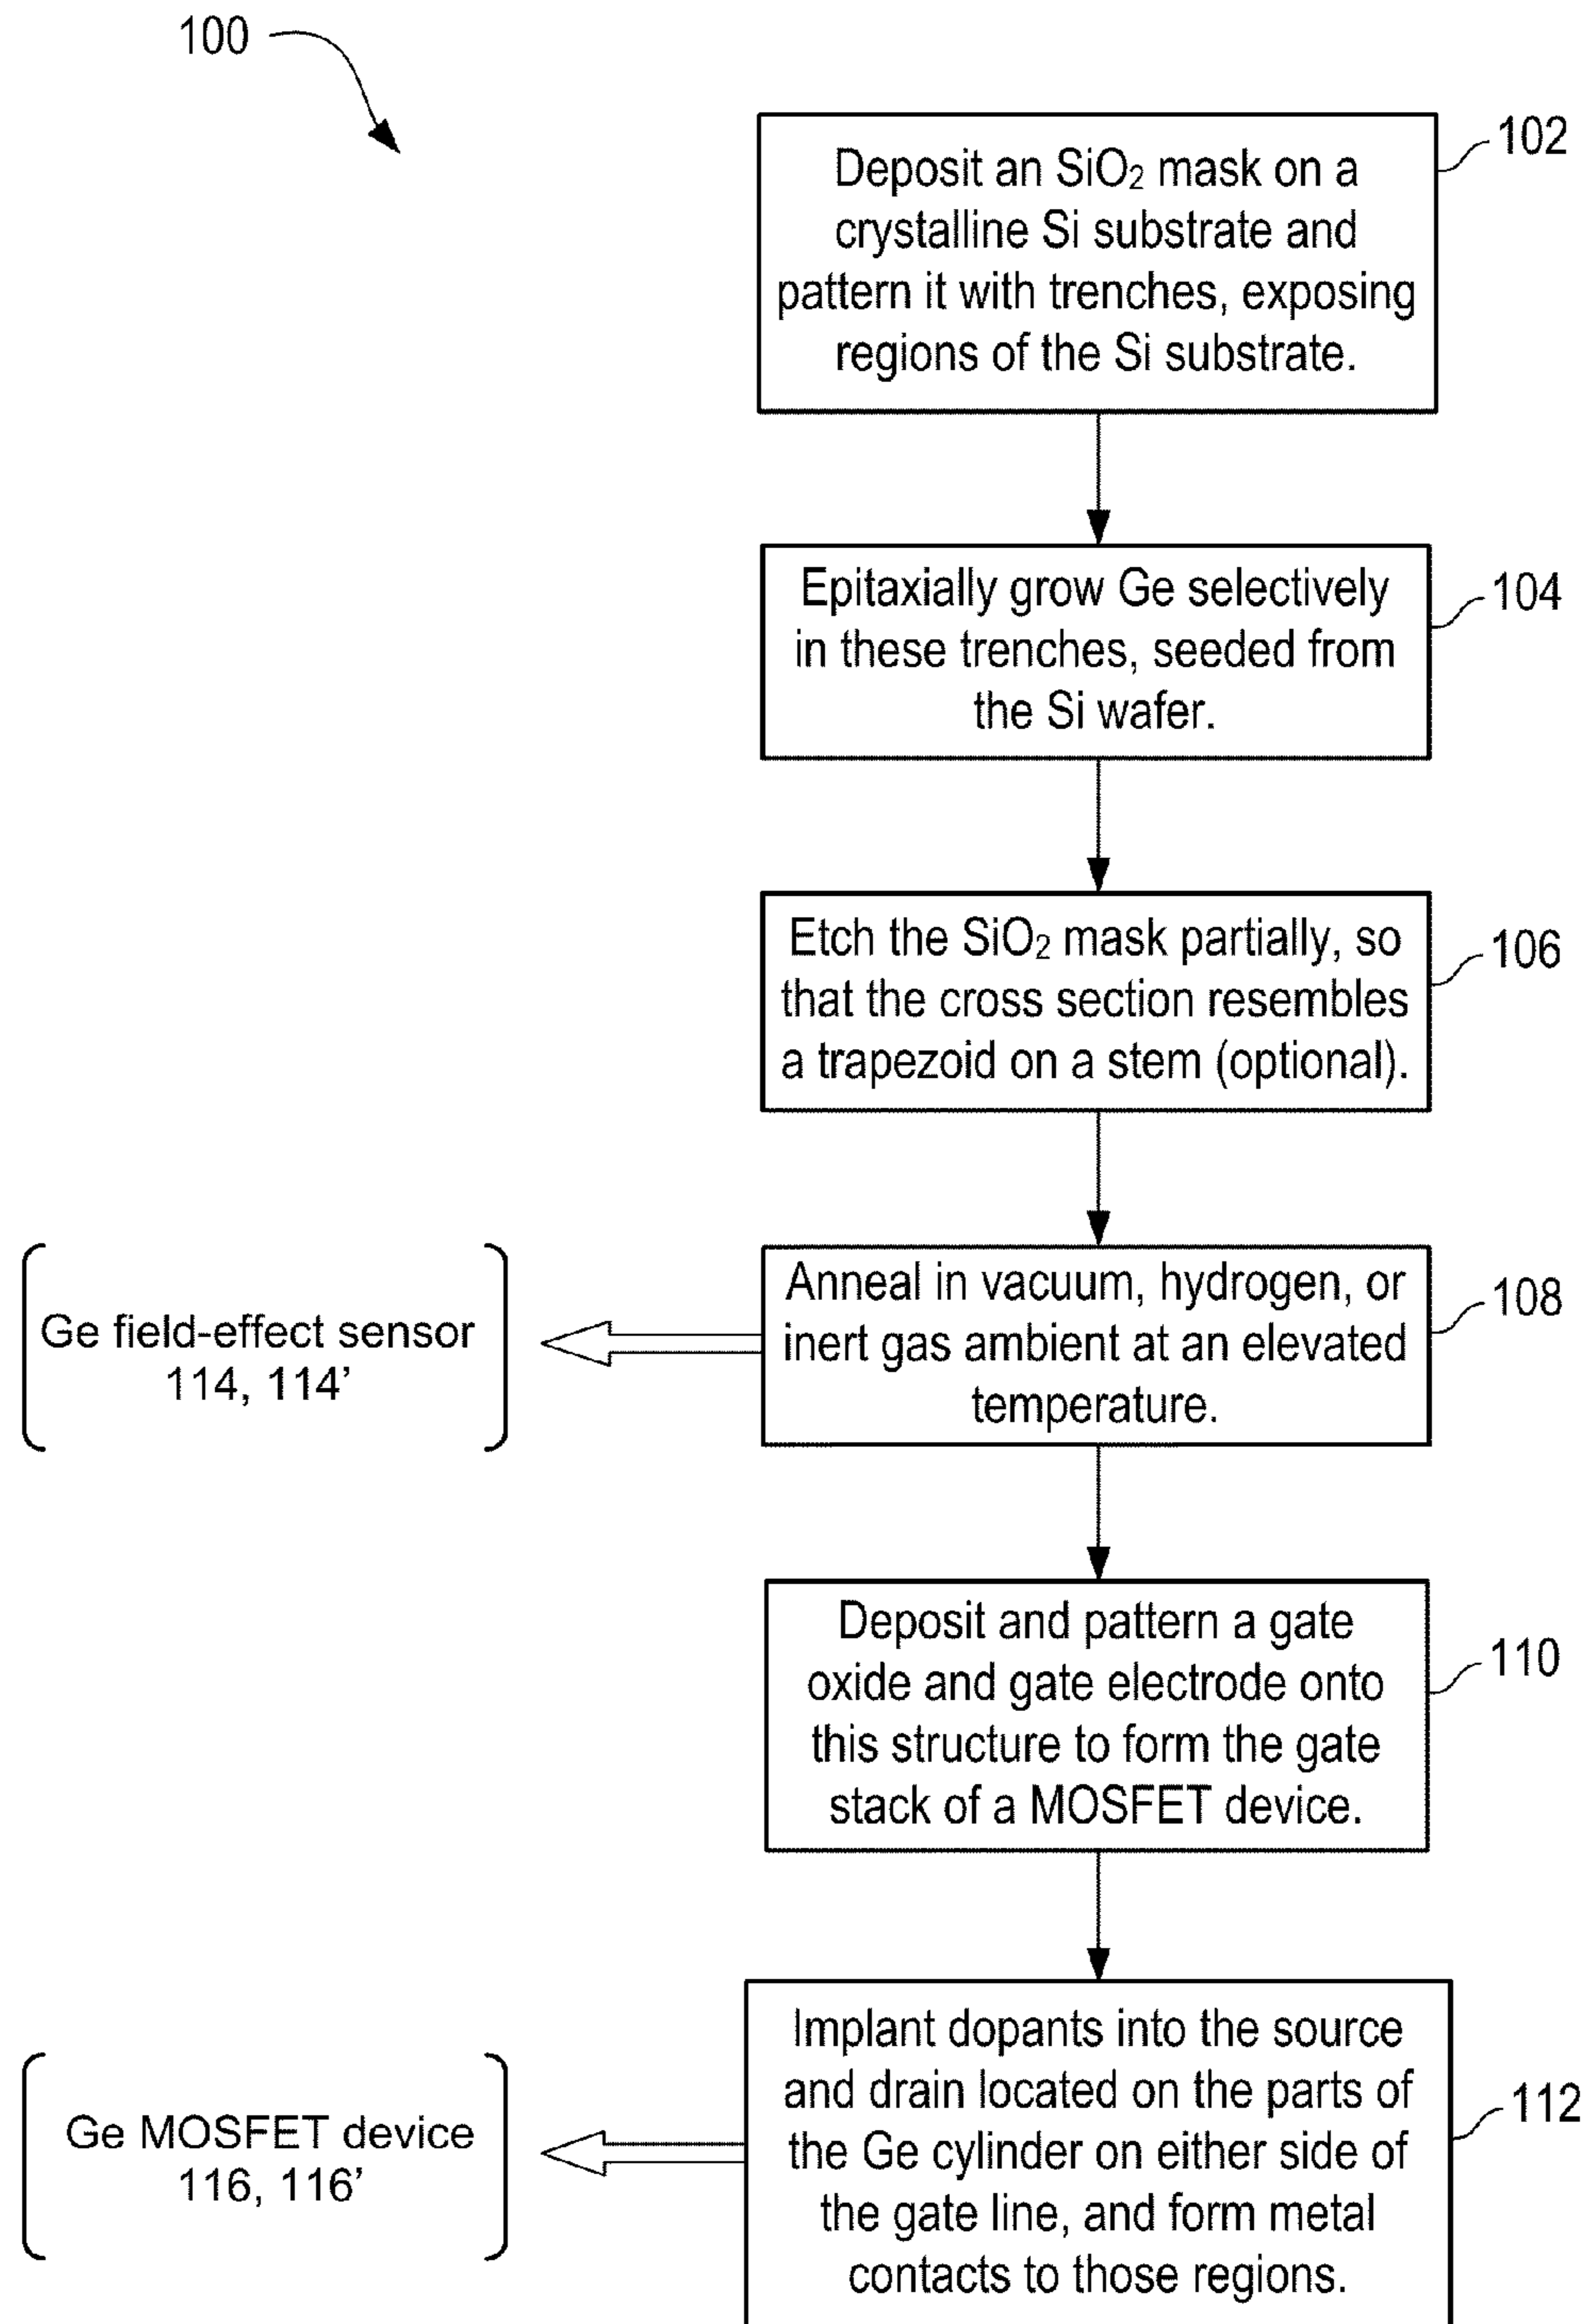 100
102
Deposit an SiO₂ mask on a
crystalline Si substrate and
pattern it with trenches, exposing
regions of the Si substrate.
104
Epitaxially grow Ge selectively
in these trenches, seeded from
the Si wafer.
106
Etch the SiO₂ mask partially, so
that the cross section resembles
a trapezoid on a stem (optional).
108
Anneal in vacuum, hydrogen, or
inert gas ambient at an elevated
temperature.
Ge field-effect sensor
114, 114’
110
Deposit and pattern a gate
oxide and gate electrode onto
this structure to form the gate
stack of a MOSFET device.
112
Implant dopants into the source
and drain located on the parts of
the Ge cylinder on either side of
the gate line, and form metal
contacts to those regions.
Ge MOSFET device
116, 116’